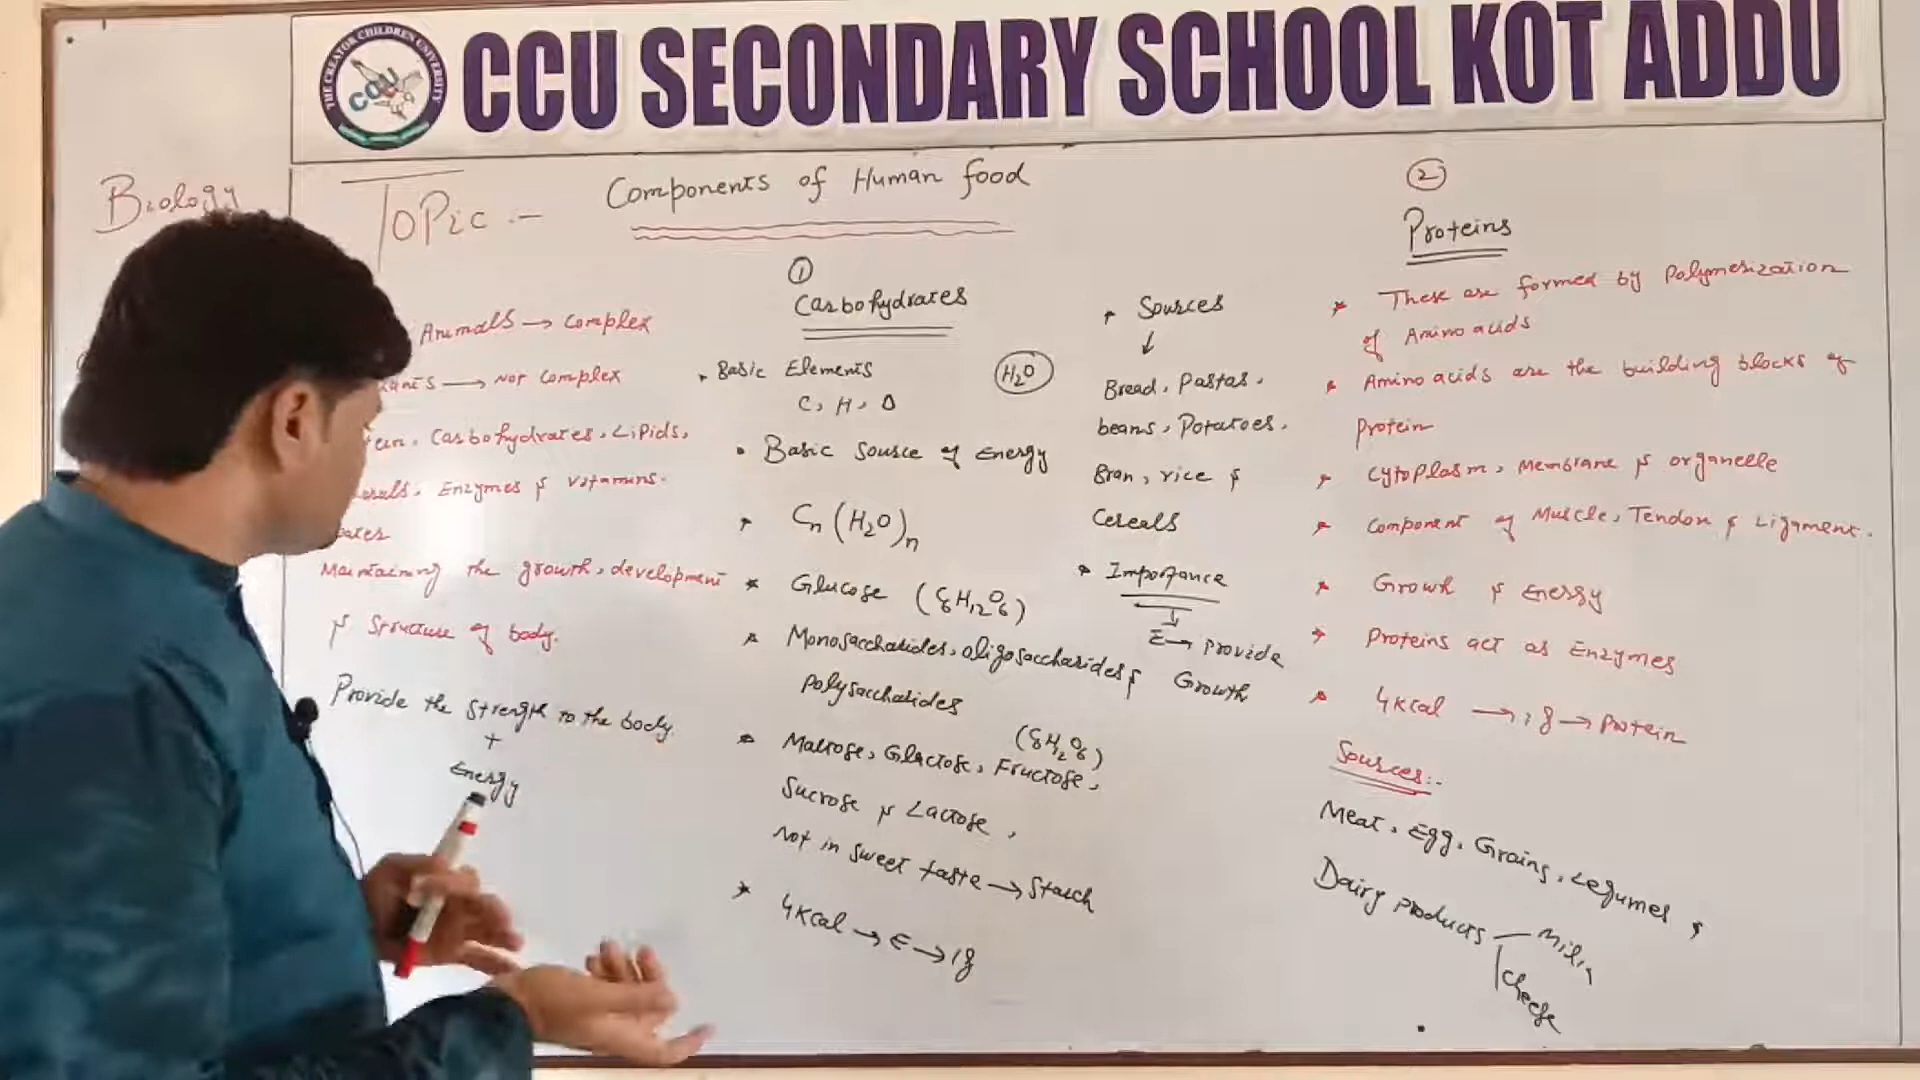 THE CREATOR CHILDREN UNIVERSITY
CCU
CCU SECONDARY SCHOOL KOT ADDU
Biology
Topic :-
Components of Human food
Animals → Complex
→ Not Complex
Carbohydrates, Lipids,
Enzymes & vitamins.
Maintaining the growth, development
& Structure of body.
Provide the Strength to the body.
+
Energy
①
Carbohydrates
Basic Elements
C, H, O
H2O
Basic Source of Energy
Cn(H2O)n
Glucose (C6H12O6)
Monosaccharides, oligosaccharides &
polysaccharides
(C6H12O6)
Maltose, Glactose, Fructose,
Sucrose & Lactose,
Not in sweet taste → Starch
4Kcal → E → 1g
Sources
↓
Bread, Pastas,
beans, Potatoes,
Bran, rice &
Cereals
Importance
↓
E → provide
Growth
②
Proteins
These are formed by Polymerization
of Amino acids
Amino acids are the building blocks of
protein
Cytoplasm, Membrane & organelle
Component of Muscle, Tendon & Ligament.
Growth & Energy
Proteins act as Enzymes
4Kcal → 1g → Protein
Sources:-
Meat, Egg, Grains, Legumes &
Dairy products — milk
Cheese